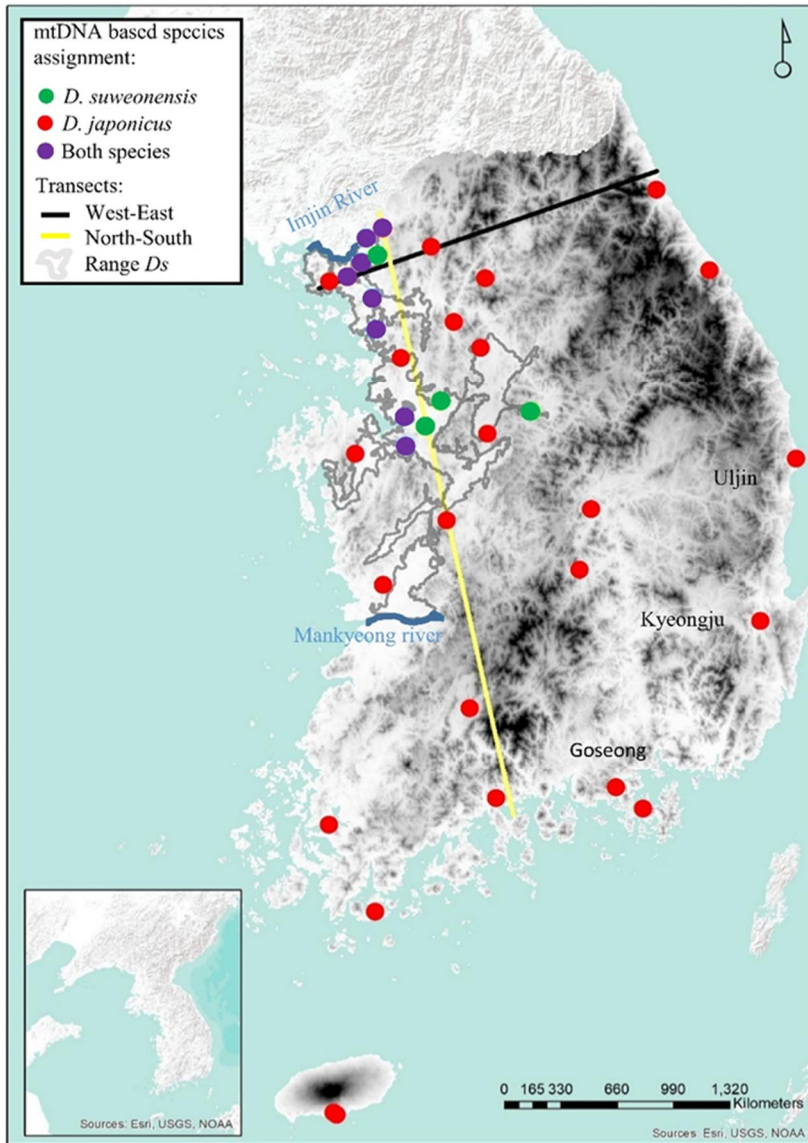 mtDNA based species
assignment:
D. suweonensis
D. japonicus
Both species
Transects:
West-East
North-South
Range Ds
Imjin River
Uljin
Kyeongju
Mankyeong river
Goseong
0 165 330 660 990 1,320
Kilometers
Sources: Esri, USGS, NOAA
Sources: Esri, USGS, NOAA